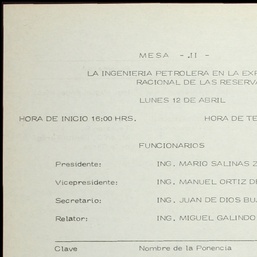 MESA - II -
LA INGENIERIA PETROLERA EN LA EXP
RACIONAL DE LAS RESERVA
LUNES 12 DE ABRIL
HORA DE INICIO 16:00 HRS. HORA DE TE
FUNCIONARIOS
Presidente: ING. MARIO SALINAS Z
Vicepresidente: ING. MANUEL ORTIZ DE
Secretario: ING. JUAN DE DIOS BU
Relator: ING. MIGUEL GALINDO
Clave Nombre de la Ponencia